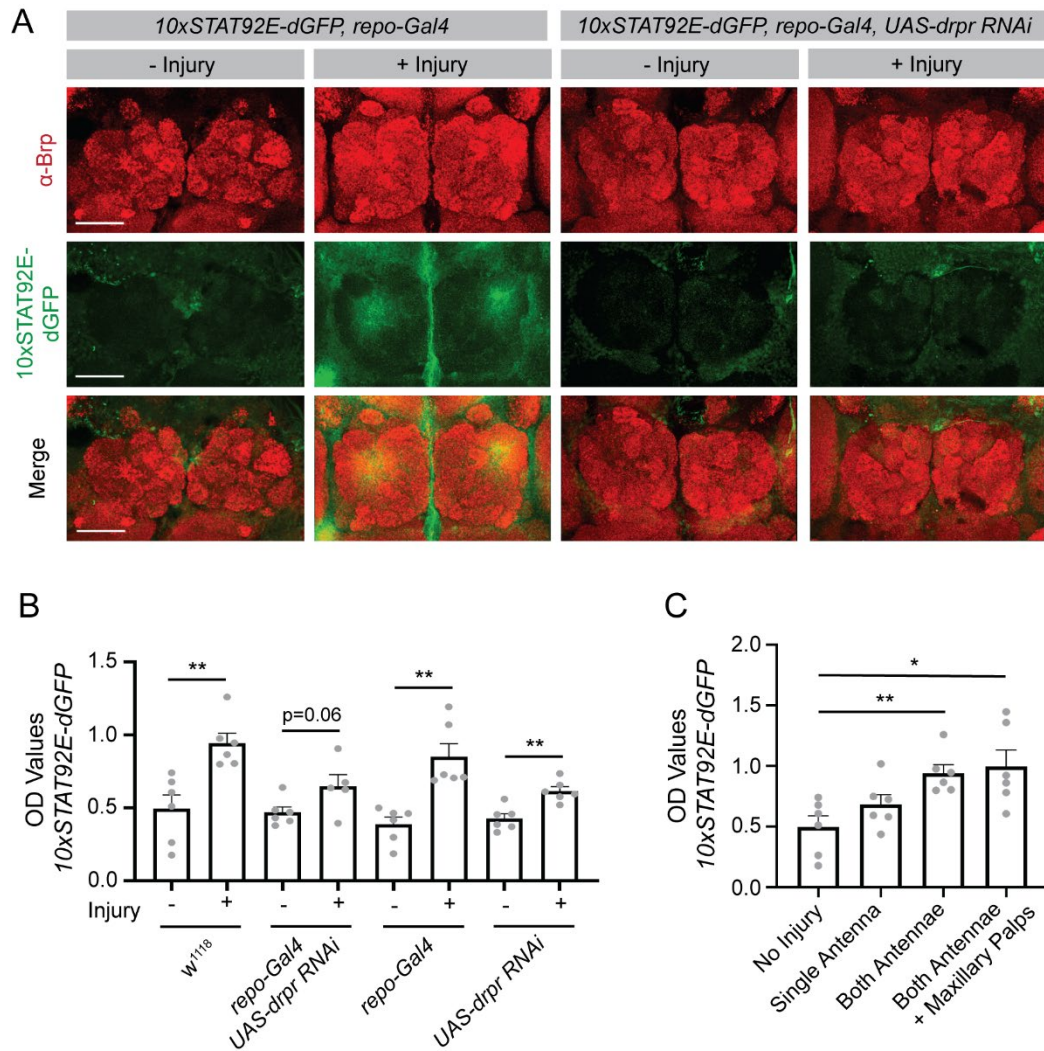 A
10xSTAT92E-dGFP, repo-Gal4
10xSTAT92E-dGFP, repo-Gal4, UAS-drpr RNAi
- Injury
+ Injury
- Injury
+ Injury
α-Brp
10xSTAT92E-
dGFP
Merge
B
OD Values
10xSTAT92E-dGFP
1.5
1.0
0.5
0.0
**
p=0.06
**
**
Injury
-
+
-
+
-
+
-
+
w1118
repo-Gal4
UAS-drpr RNAi
repo-Gal4
UAS-drpr RNAi
C
OD Values
10xSTAT92E-dGFP
2.0
1.5
1.0
0.5
0.0
*
**
No Injury
Single Antenna
Both Antennae
Both Antennae
+ Maxillary Palps